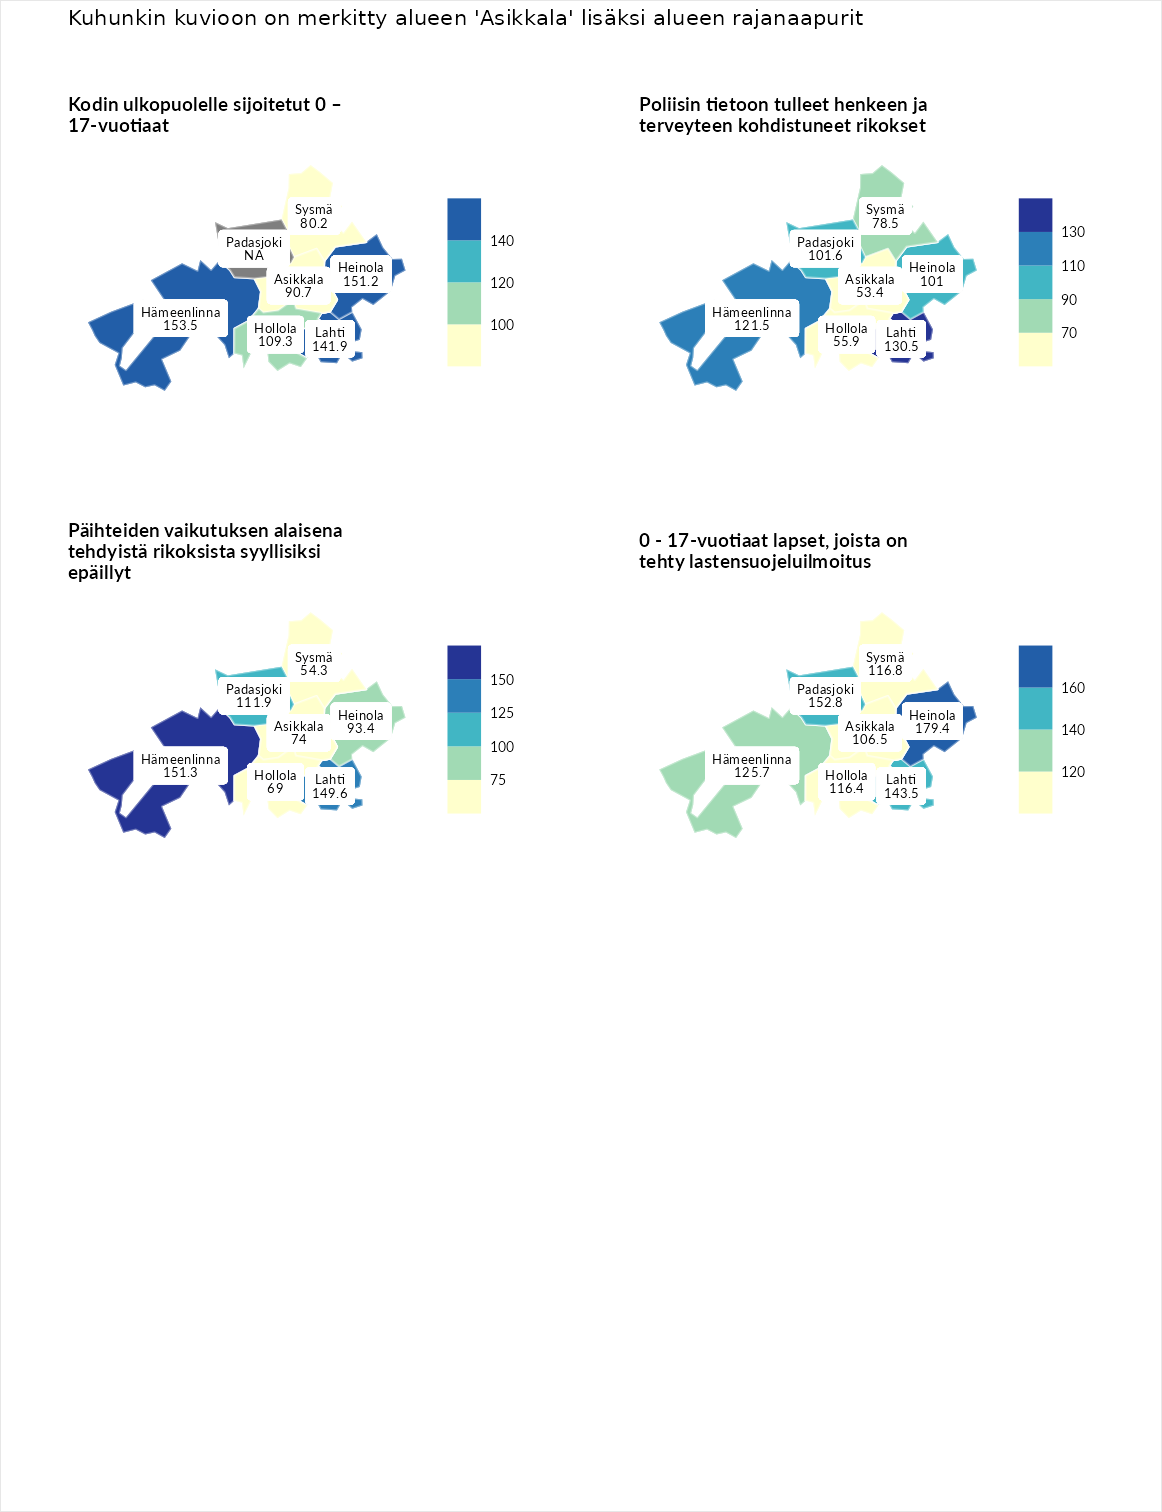 Kuhunkin kuvioon on merkitty alueen 'Asikkala' lisäksi alueen rajanaapurit
Kodin ulkopuolelle sijoitetut 0 –
17-vuotiaat
Sysmä
80.2
Padasjoki
NA
Heinola
151.2
Asikkala
90.7
Hämeenlinna
153.5
Hollola
109.3
Lahti
141.9
140
120
100
Poliisin tietoon tulleet henkeen ja
terveyteen kohdistuneet rikokset
Sysmä
78.5
Padasjoki
101.6
Heinola
101
Asikkala
53.4
Hämeenlinna
121.5
Hollola
55.9
Lahti
130.5
130
110
90
70
Päihteiden vaikutuksen alaisena
tehdyistä rikoksista syyllisiksi
epäillyt
Sysmä
54.3
Padasjoki
111.9
Heinola
93.4
Asikkala
74
Hämeenlinna
151.3
Hollola
69
Lahti
149.6
150
125
100
75
0 - 17-vuotiaat lapset, joista on
tehty lastensuojeluilmoitus
Sysmä
116.8
Padasjoki
152.8
Heinola
179.4
Asikkala
106.5
Hämeenlinna
125.7
Hollola
116.4
Lahti
143.5
160
140
120